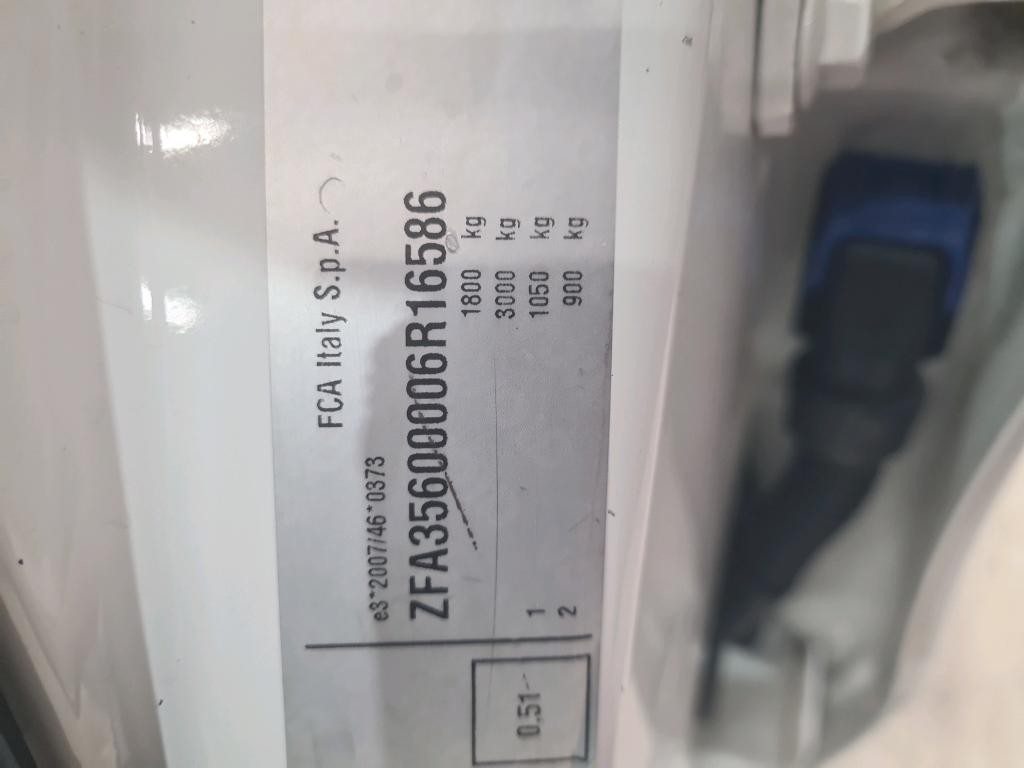 FCA Italy S.p.A.
e3*2007/46*0373
ZFA35600006R16586
1800 kg
3000 kg
1 1050 kg
2 900 kg
0.51